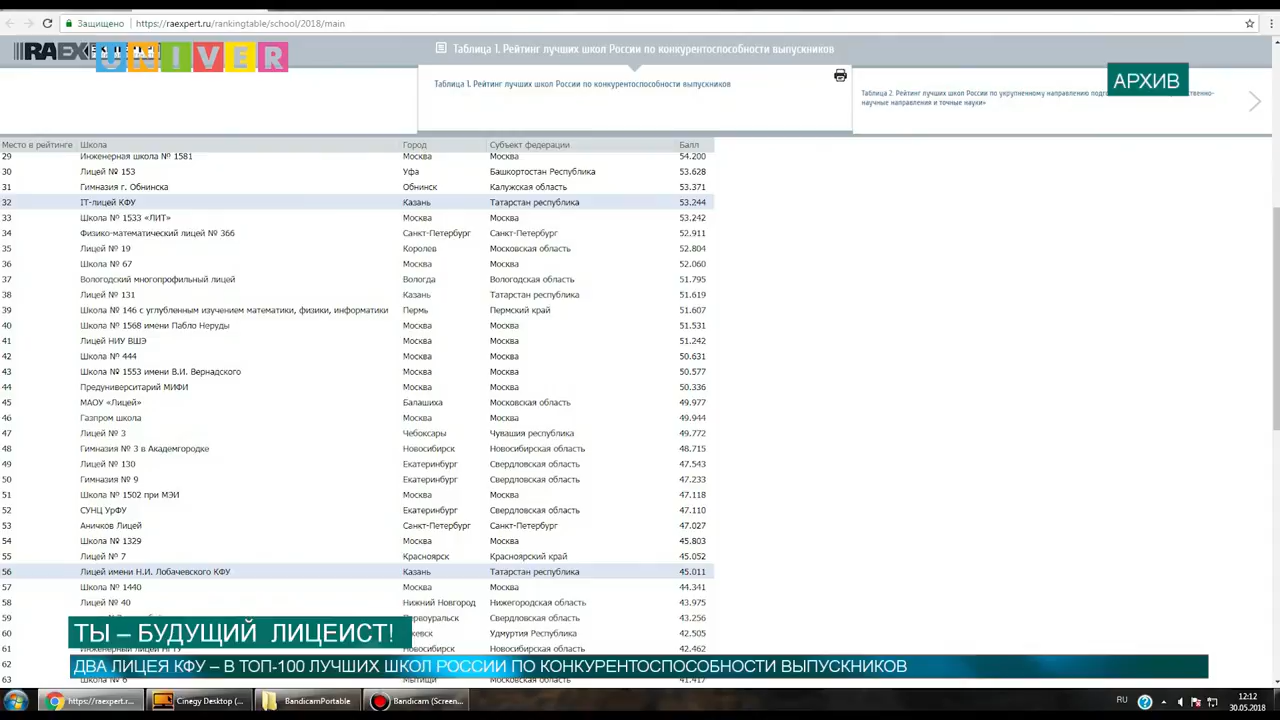 Защищено https://raexpert.ru/rankingtable/school/2018/main
RAEX
UNIVER
Таблица 1. Рейтинг лучших школ России по конкурентоспособности выпускников
АРХИВ
Таблица 1. Рейтинг лучших школ России по конкурентоспособности выпускников
Таблица 2. Рейтинг лучших школ России по укрупненному направлению
научные направления и точные науки»
Место в рейтинге Школа Город Субъект федерации Балл
29 Инженерная школа № 1581 Москва Москва 54.200
30 Лицей № 153 Уфа Башкортостан Республика 53.628
31 Гимназия г. Обнинска Обнинск Калужская область 53.371
32 IT-лицей КФУ Казань Татарстан республика 53.244
33 Школа № 1533 «ЛИТ» Москва Москва 53.242
34 Физико-математический лицей № 366 Санкт-Петербург Санкт-Петербург 52.911
35 Лицей № 19 Королев Московская область 52.804
36 Школа № 67 Москва Москва 52.060
37 Вологодский многопрофильный лицей Вологда Вологодская область 51.795
38 Лицей № 131 Казань Татарстан республика 51.619
39 Школа № 146 с углубленным изучением математики, физики, информатики Пермь Пермский край 51.607
40 Школа № 1568 имени Пабло Неруды Москва Москва 51.531
41 Лицей НИУ ВШЭ Москва Москва 51.242
42 Школа № 444 Москва Москва 50.631
43 Школа № 1553 имени В.И. Вернадского Москва Москва 50.577
44 Предуниверситарий МИФИ Москва Москва 50.336
45 МАОУ «Лицей» Балашиха Московская область 49.977
46 Газпром школа Москва Москва 49.944
47 Лицей № 3 Чебоксары Чувашия республика 49.772
48 Гимназия № 3 в Академгородке Новосибирск Новосибирская область 48.715
49 Лицей № 130 Екатеринбург Свердловская область 47.543
50 Гимназия № 9 Екатеринбург Свердловская область 47.233
51 Школа № 1502 при МЭИ Москва Москва 47.118
52 СУНЦ УрФУ Екатеринбург Свердловская область 47.110
53 Аничков Лицей Санкт-Петербург Санкт-Петербург 47.027
54 Школа № 1329 Москва Москва 45.803
55 Лицей № 7 Красноярск Красноярский край 45.052
56 Лицей имени Н.И. Лобачевского КФУ Казань Татарстан республика 45.011
57 Школа № 1440 Москва Москва 44.341
58 Лицей № 40 Нижний Новгород Нижегородская область 43.975
59 Свердловская область 43.256
60 Удмуртия Республика 42.505
61 42.462
62
63 Мытищи Московская область 41.417
ТЫ – БУДУЩИЙ ЛИЦЕИСТ!
ДВА ЛИЦЕЯ КФУ – В ТОП-100 ЛУЧШИХ ШКОЛ РОССИИ ПО КОНКУРЕНТОСПОСОБНОСТИ ВЫПУСКНИКОВ
https://raexpert.r... Cinegy Desktop (... BandicamPortable Bandicam (Screen... RU 12:12
30.05.2018